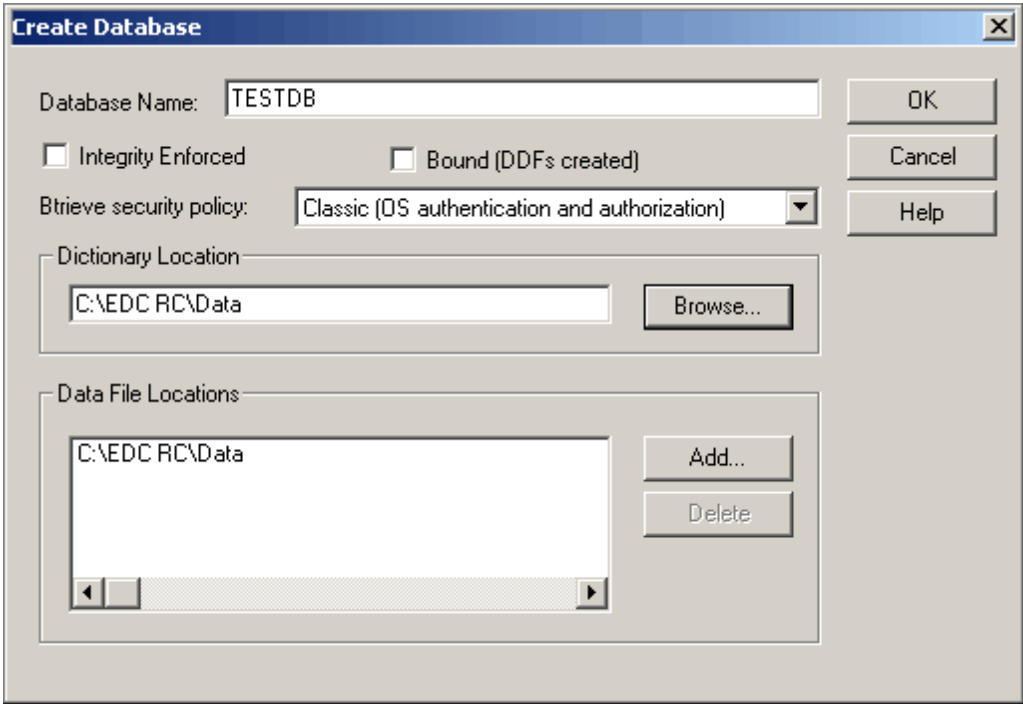 Create Database
Database Name: TESTDB OK
Integrity Enforced Bound (DDFs created) Cancel
Btrieve security policy: Classic (OS authentication and authorization) Help
Dictionary Location
C:\EDC RC\Data Browse...
Data File Locations
C:\EDC RC\Data Add...
Delete